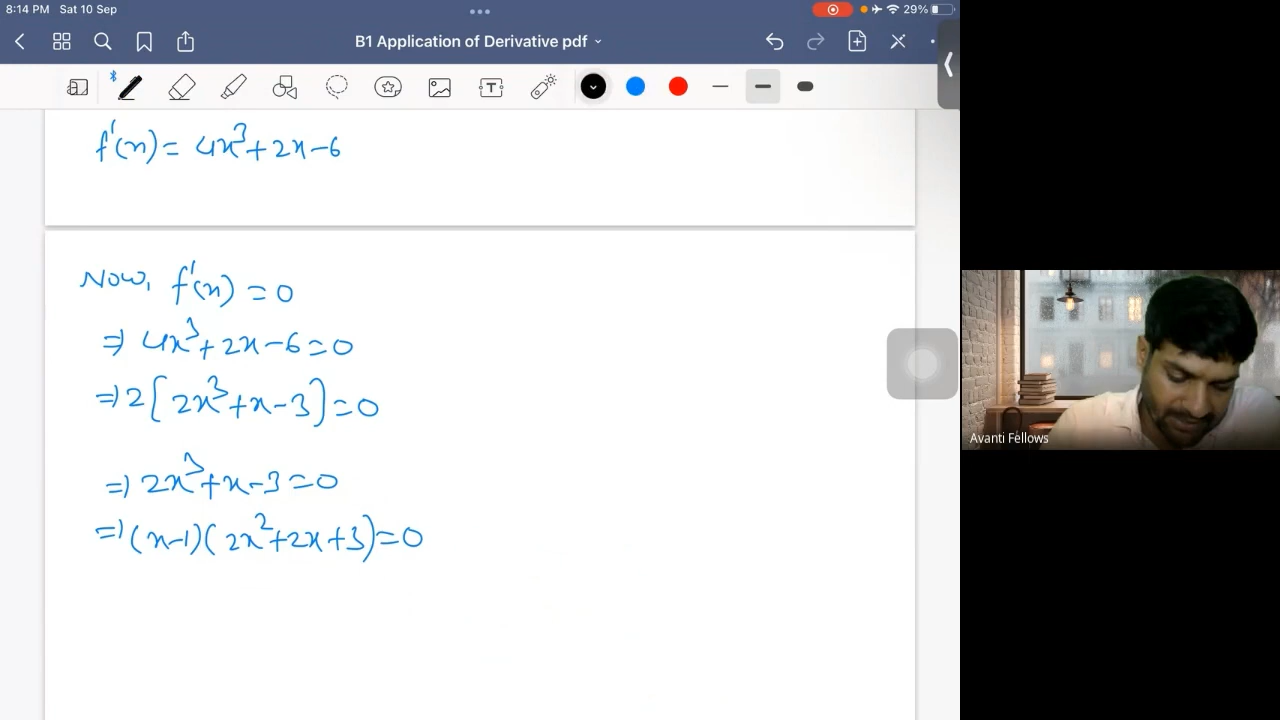 8:14 PM Sat 10 Sep
29%
B1 Application of Derivative pdf
f'(x) = 4x³+2x-6
Now, f'(x) = 0
⇒ 4x³+2x-6=0
⇒ 2[2x³+x-3]=0
⇒ 2x³+x-3=0
⇒ (x-1)(2x²+2x+3)=0
Avanti Fellows